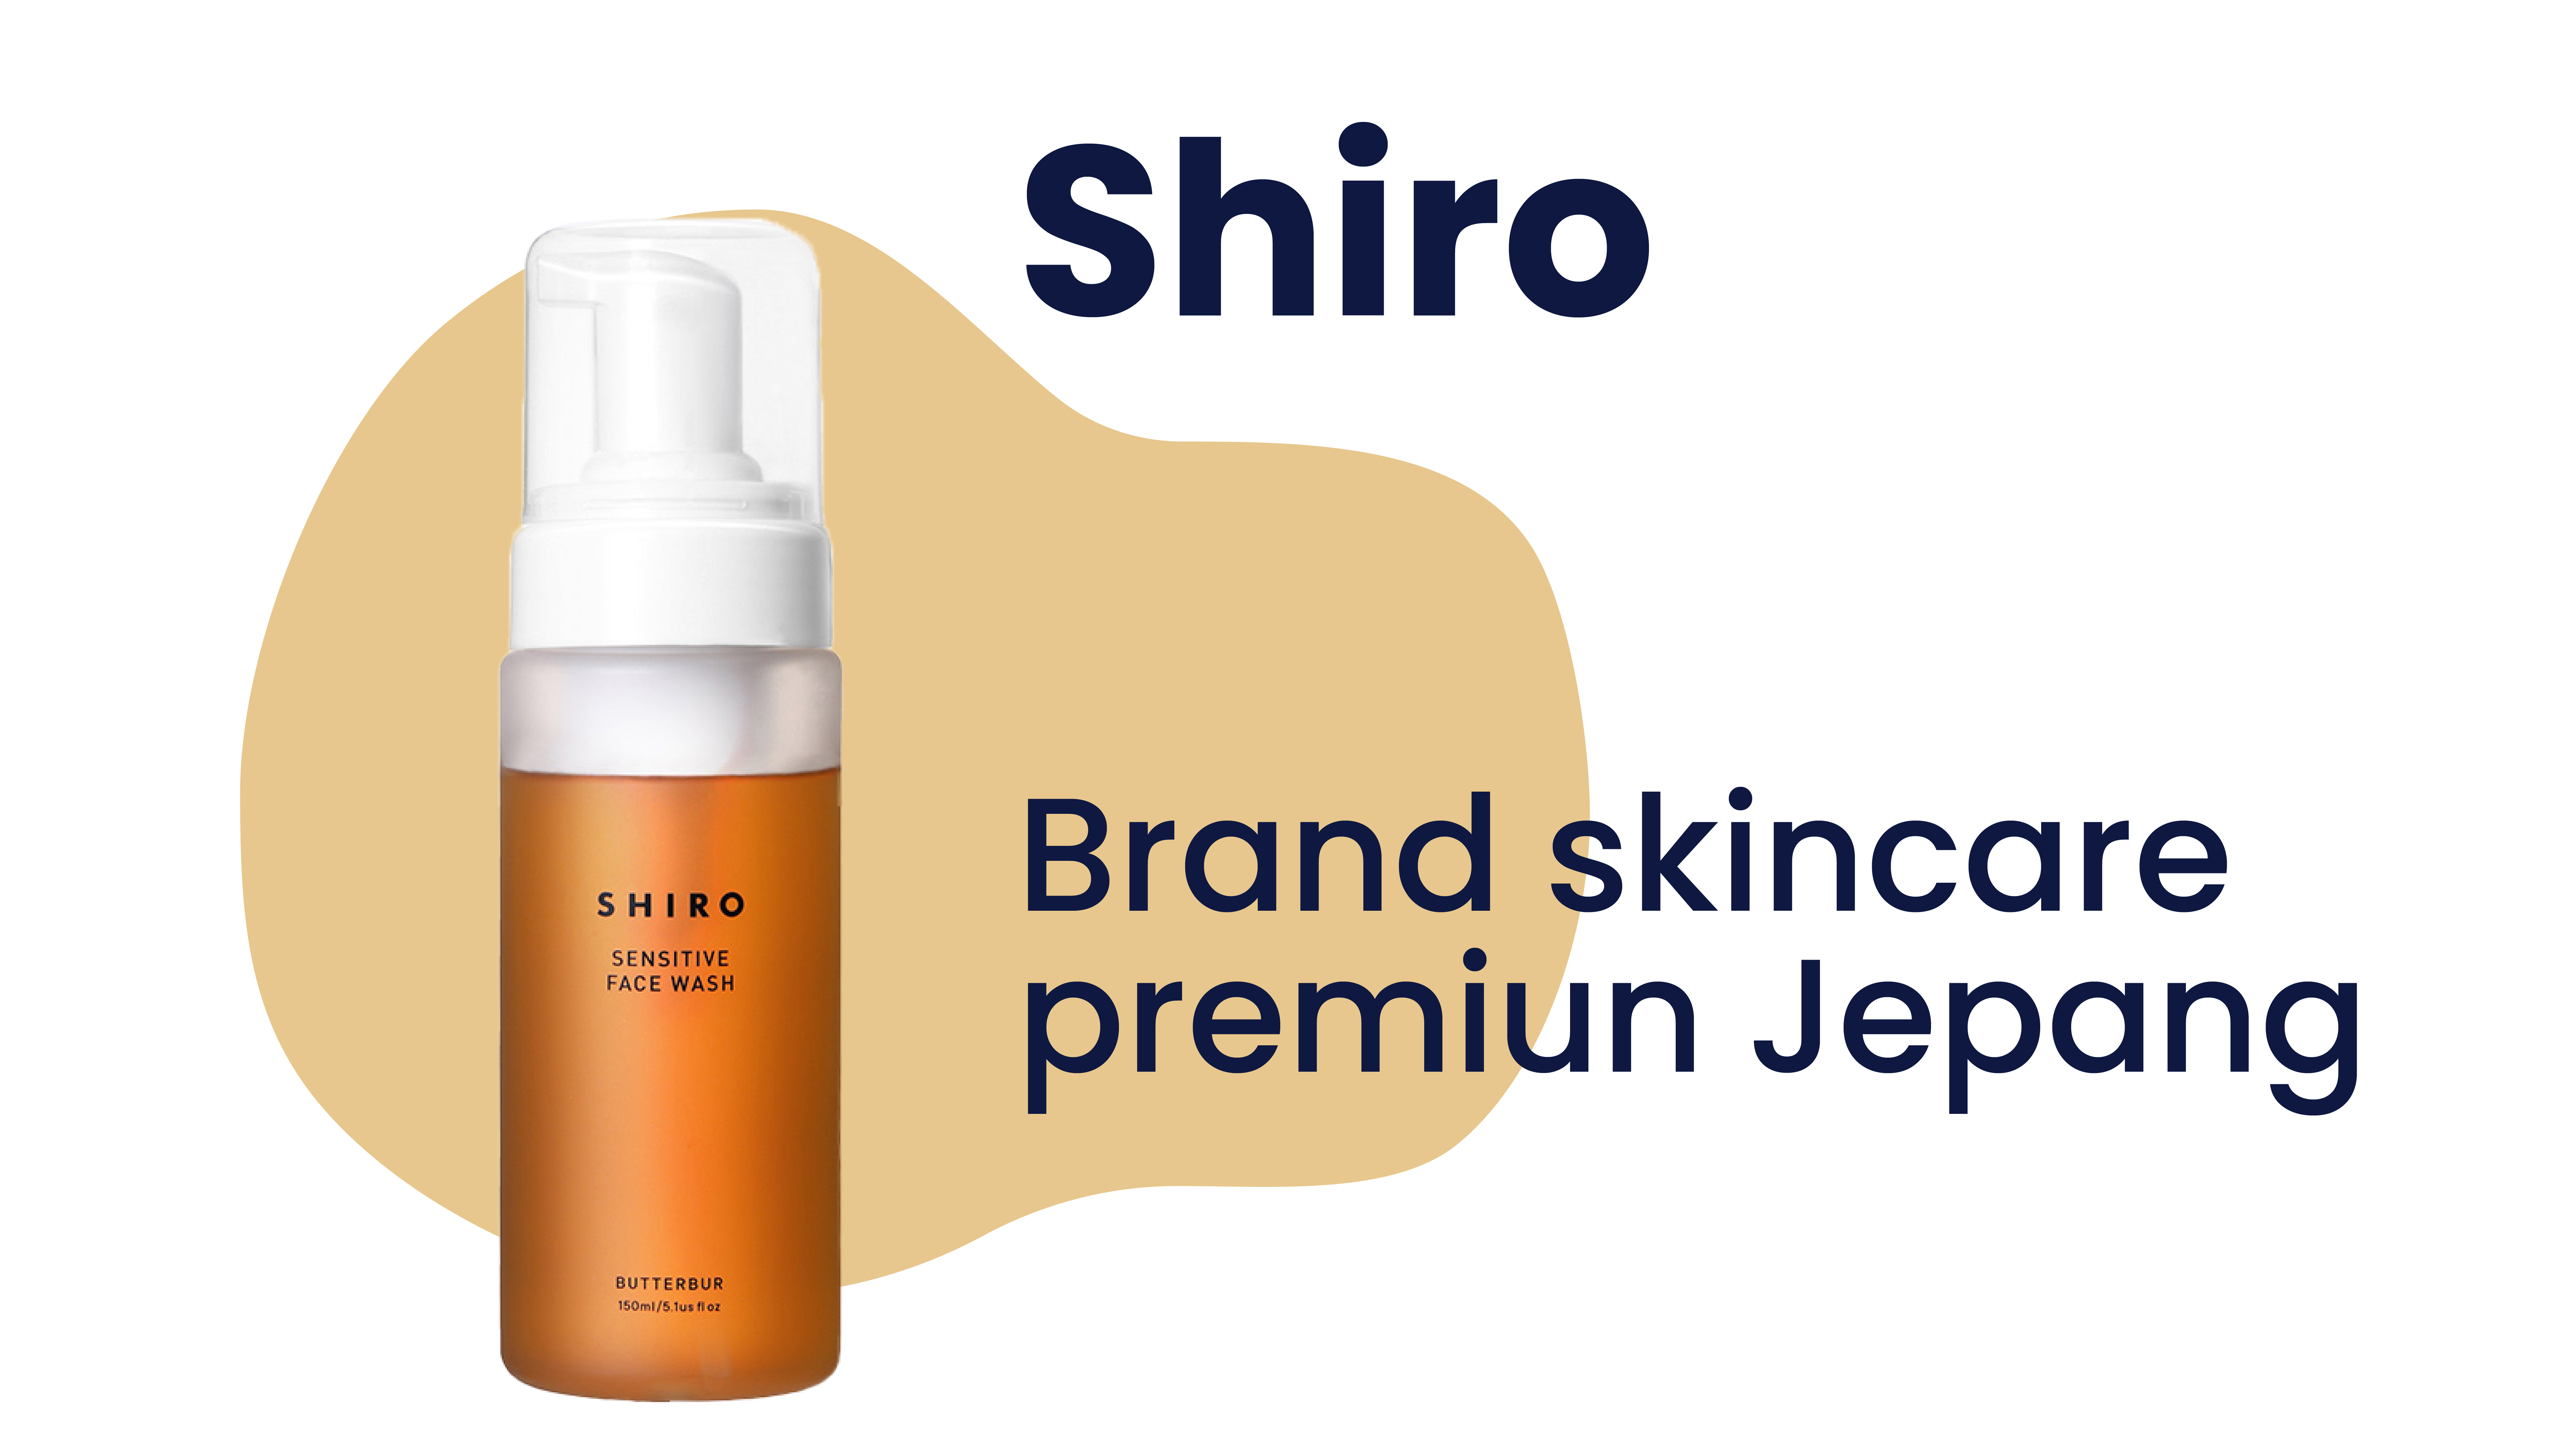 Shiro
Brand skincare
premiun Jepang
SHIRO
SENSITIVE
FACE WASH
BUTTERBUR
150ml/5.1us fl oz